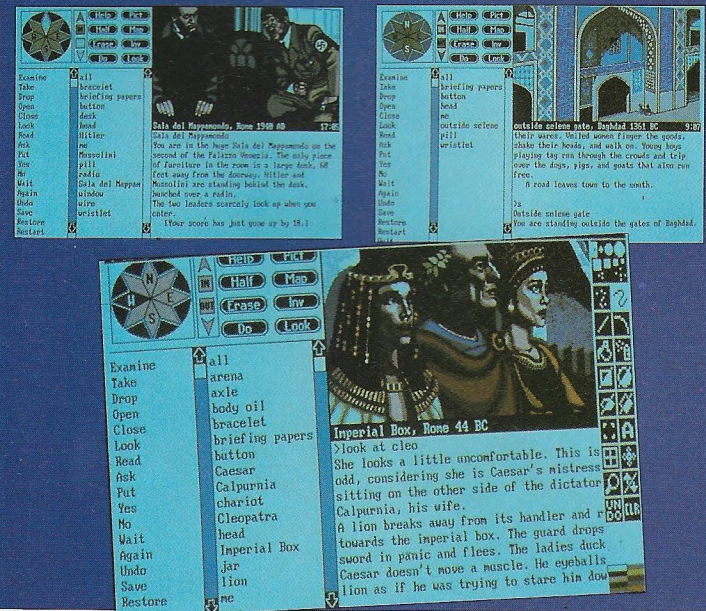 N
S
Help Pict
Half Map
Erase Inv
Do Look
Examine
Take
Drop
Open
Close
Look
Read
Ask
Put
Yes
No
Wait
Again
Undo
Save
Restore
Restart
all
bracelet
briefing papers
button
desk
head
Hitler
me
Mussolini
pill
radio
Sala del Mappam
window
wire
wristlet
Sala del Mappamondo, Rome 1940 AD 17:05
Sala del Mappamondo
You are in the huge Sala del Mappamondo on the
second of the Palazzo Venezia. The only piece
of furniture in the room is a large desk, 60
feet away from the doorway. Hitler and
Mussolini are standing behind the desk,
hunched over a radio.
The two leaders scarcely look up when you
enter.
[Your score has just gone up by 10.]
N
S
Help Pict
Half Map
Erase Inv
Do Look
Examine
Take
Drop
Open
Close
Look
Read
Ask
Put
Yes
No
Wait
Again
Undo
Save
Restore
all
briefing papers
button
head
me
outside selene
pill
wristlet
outside selene gate, Baghdad 1361 BC 9:07
their wares. Veiled women finger the goods,
shake their heads, and walk on. Young boys
playing tag run through the crowds and trip
over the dogs, pigs, and goats that also run
free.
A road leaves town to the south.
>s
Outside selene gate
You are standing outside the gates of Baghdad.
N
W E
S
IN
OUT
Help Pict
Half Map
Erase Inv
Do Look
Examine
Take
Drop
Open
Close
Look
Read
Ask
Put
Yes
No
Wait
Again
Undo
Save
Restore
all
arena
axle
body oil
bracelet
briefing papers
button
Caesar
Calpurnia
chariot
Cleopatra
head
Imperial Box
jar
lion
me
Imperial Box, Rome 44 BC
>look at cleo
She looks a little uncomfortable. This is
odd, considering she is Caesar's mistress
sitting on the other side of the dictator
Calpurnia, his wife.
A lion breaks away from its handler and r
towards the imperial box. The guard drops
sword in panic and flees. The ladies duck
Caesar doesn't move a muscle. He eyeballs
lion as if he was trying to stare him dow
A
UN
DO CLR